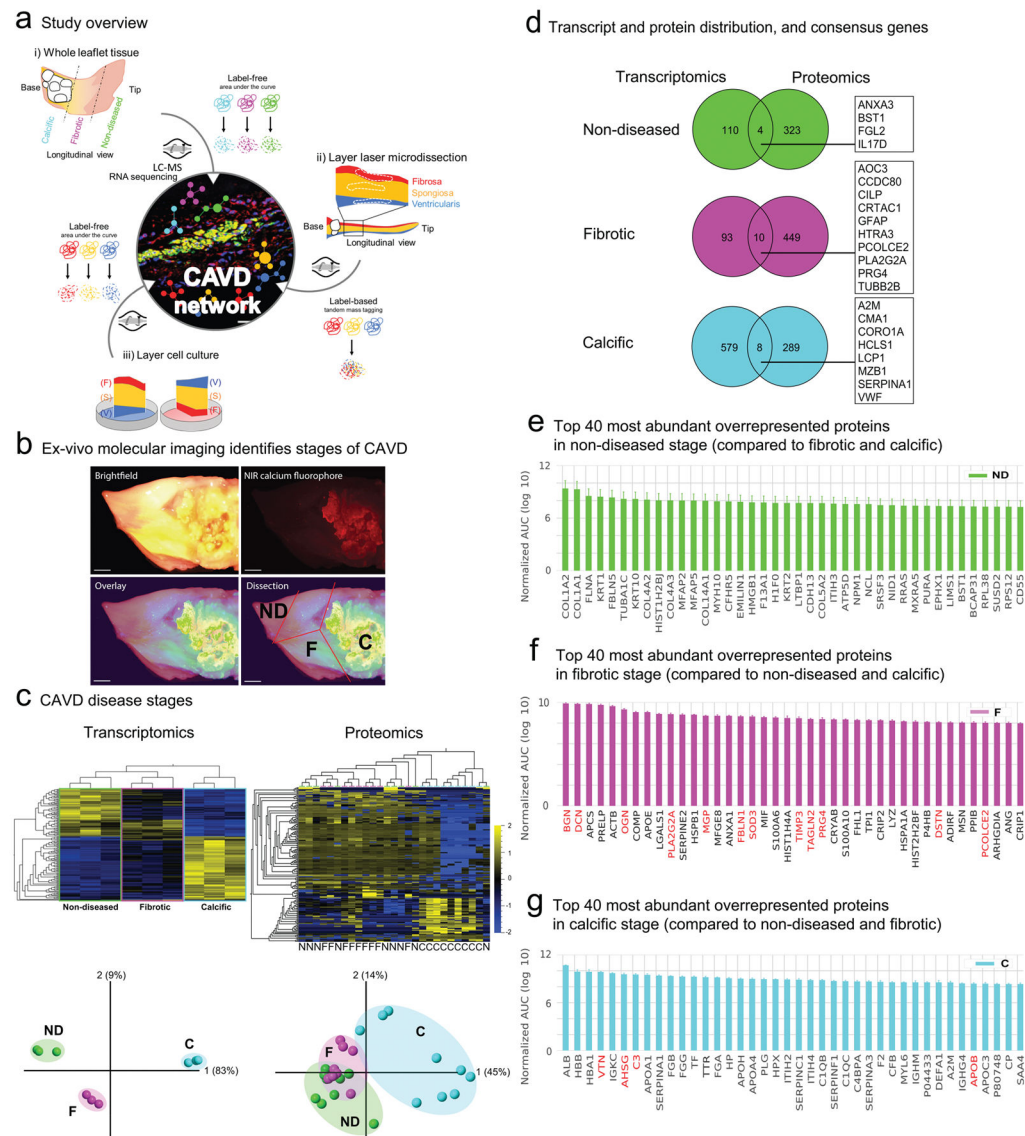 a Study overview
i) Whole leaflet tissue
Base
Tip
Calcific
Fibrotic
Non-diseased
Longitudinal view
Label-free
area under the curve
LC-MS
RNA sequencing
ii) Layer laser microdissection
Fibrosa
Spongiosa
Ventricularis
Base
Tip
Longitudinal view
Label-free
area under the curve
CAVD
network
Label-based
tandem mass tagging
iii) Layer cell culture
(F)
(S)
(V)
(V)
(S)
(F)
b Ex-vivo molecular imaging identifies stages of CAVD
Brightfield
NIR calcium fluorophore
Overlay
Dissection
ND
F
C
c CAVD disease stages
Transcriptomics
Proteomics
Non-diseased
Fibrotic
Calcific
2
1
0
-1
-2
NNNFFNFFFFFFNNNFNCCCCCCCCCN
2 (9%)
ND
C
1 (83%)
F
2 (14%)
C
F
1 (45%)
ND
d Transcript and protein distribution, and consensus genes
Transcriptomics
Proteomics
Non-diseased
110
4
323
ANXA3
BST1
FGL2
IL17D
Fibrotic
93
10
449
AOC3
CCDC80
CILP
CRTAC1
GFAP
HTRA3
PCOLCE2
PLA2G2A
PRG4
TUBB2B
Calcific
579
8
289
A2M
CMA1
CORO1A
HCLS1
LCP1
MZB1
SERPINA1
VWF
e Top 40 most abundant overrepresented proteins
in non-diseased stage (compared to fibrotic and calcific)
Normalized AUC (log 10)
12
6
0
ND
COL1A2
COL1A1
FLNA
KRT1
FBLN5
TUBA1C
KRT10
COL4A2
HIST1H2BJ
COL4A3
MFAP2
MFAP5
COL14A1
MYH10
CFHR5
EMILIN1
HMGB1
F13A1
H1F0
KRT2
LTBP1
CDH13
COL5A2
ITIH3
ATP5D
NPM1
NCL
SRSF3
NID1
RRAS
MXRA5
PURA
EPHX1
LIMS1
BST1
BCAP31
RPL38
SUSD2
RPS12
CD55
f Top 40 most abundant overrepresented proteins
in fibrotic stage (compared to non-diseased and calcific)
Normalized AUC (log 10)
10
0
F
BGN
DCN
APCS
PRELP
ACTB
OGN
COMP
APOE
LGALS1
PLA2G2A
SERPINE2
HSPB1
MGP
MFGE8
ANXA1
FBLN1
SOD3
MIF
S100A6
HIST1H4A
TIMP3
TAGLN2
PRG4
CRYAB
S100A10
FHL1
TPI1
CRIP2
LYZ
HSPA1A
HIST2H2BF
P4HB
DSTN
ADIRF
MSN
PPIB
PCOLCE2
ARHGDIA
ANG
CRIP1
g Top 40 most abundant overrepresented proteins
in calcific stage (compared to non-diseased and fibrotic)
Normalized AUC (log 10)
12
6
0
C
ALB
HBB
HBA1
VTN
IGKC
AHSG
C3
APOA1
SERPINA1
FGB
FGG
TF
TTR
FGA
HP
APOH
APOA4
PLG
HPX
ITIH2
SERPINC1
ITIH4
C1QB
SERPINF1
C1QC
C4BPA
SERPINA3
F2
CFB
MYL6
IGHM
P04433
DEFA1
A2M
IGHG4
APOB
APOC3
P80748
CP
SAA4